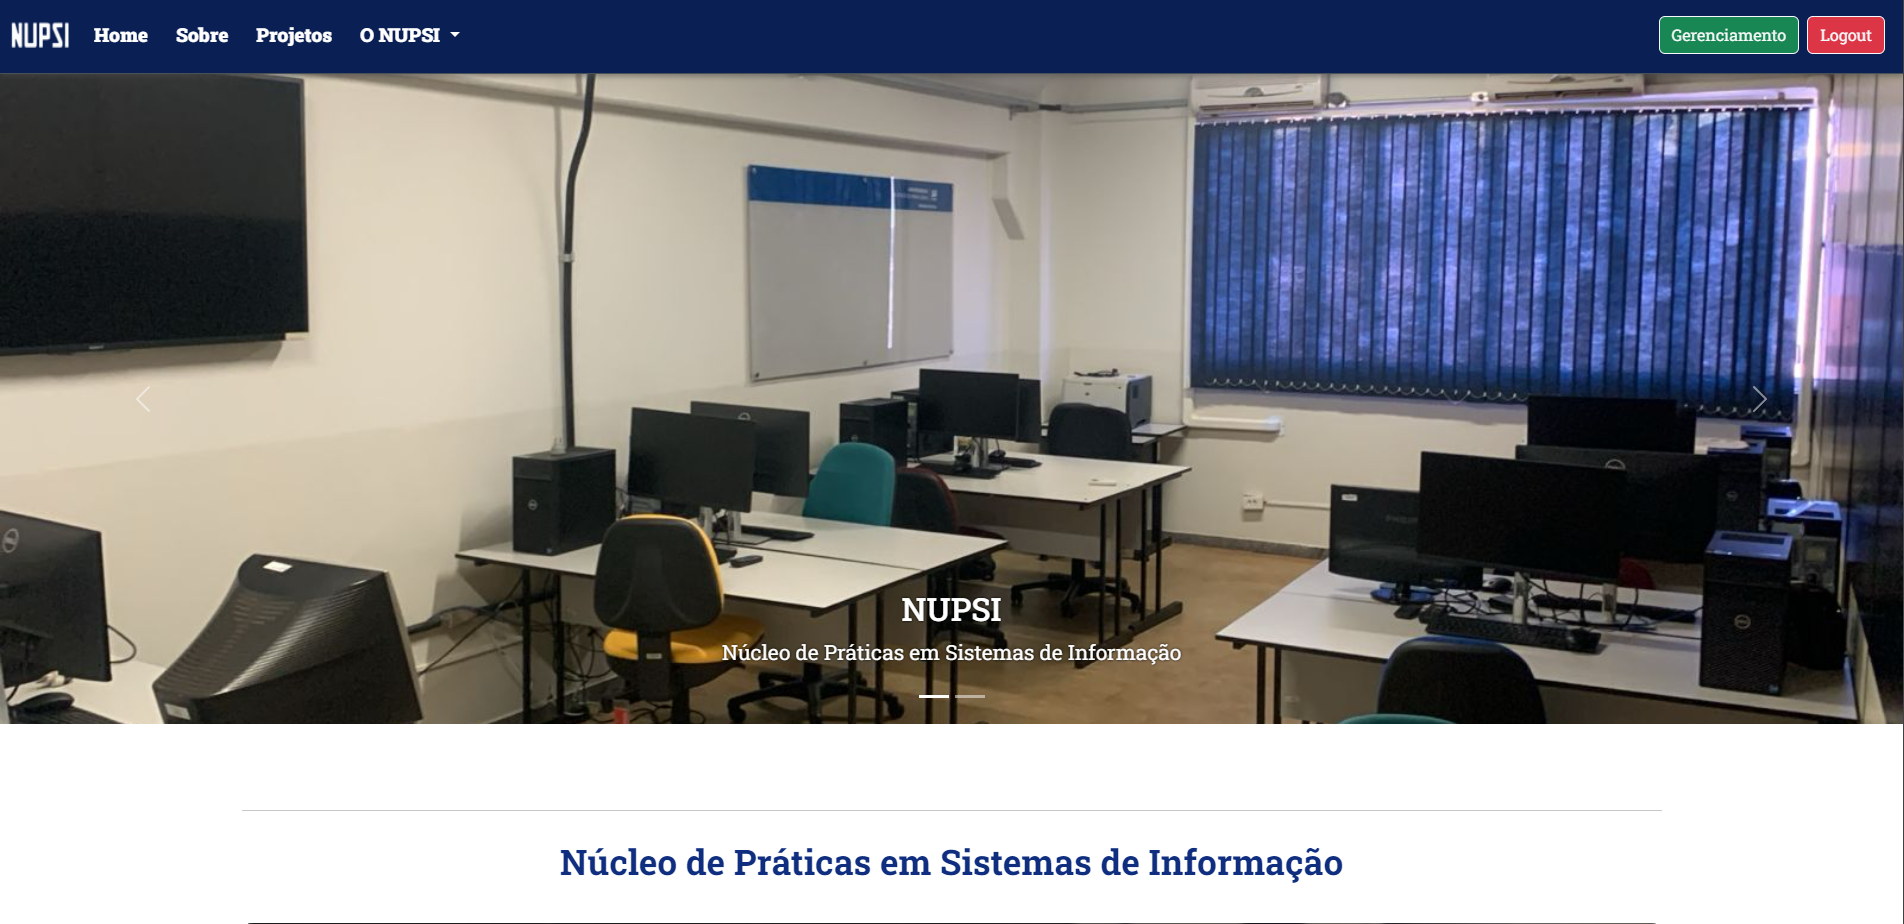 NUPSI Home Sobre Projetos O NUPSI Gerenciamento Logout
NUPSI
Núcleo de Práticas em Sistemas de Informação
Núcleo de Práticas em Sistemas de Informação